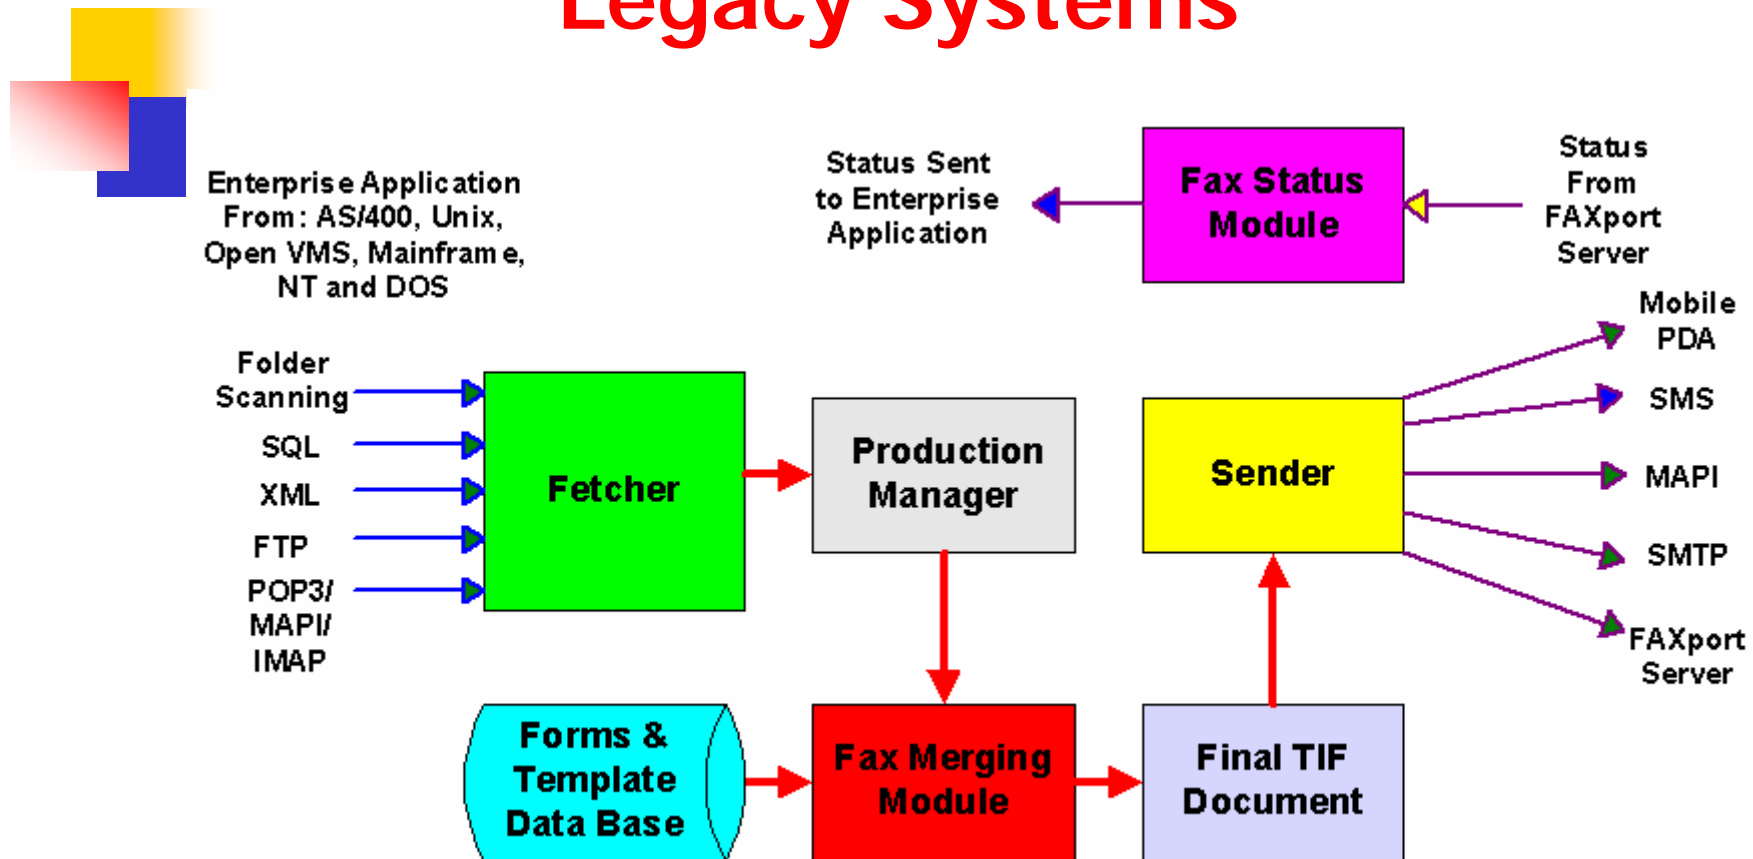 Legacy Systems
Enterprise Application
From: AS/400, Unix,
Open VMS, Mainframe,
NT and DOS
Status Sent
to Enterprise
Application
Fax Status
Module
Status
From
FAXport
Server
Folder
Scanning
SQL
XML
FTP
POP3/
MAPI/
IMAP
Fetcher
Production
Manager
Sender
Mobile
PDA
SMS
MAPI
SMTP
FAXport
Server
Forms &
Template
Data Base
Fax Merging
Module
Final TIF
Document